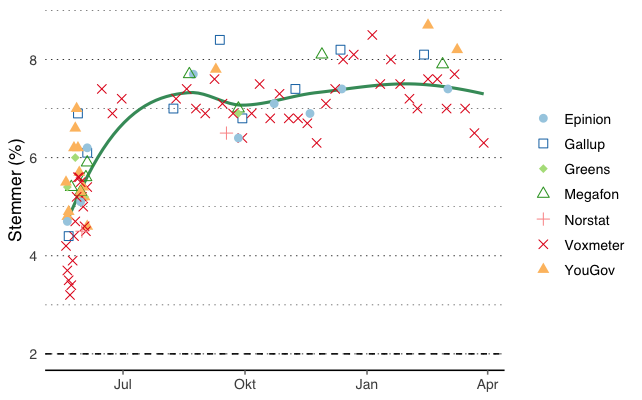 8
6
4
2
Stemmer (%)
Jul
Okt
Jan
Apr
Epinion
Gallup
Greens
Megafon
Norstat
Voxmeter
YouGov